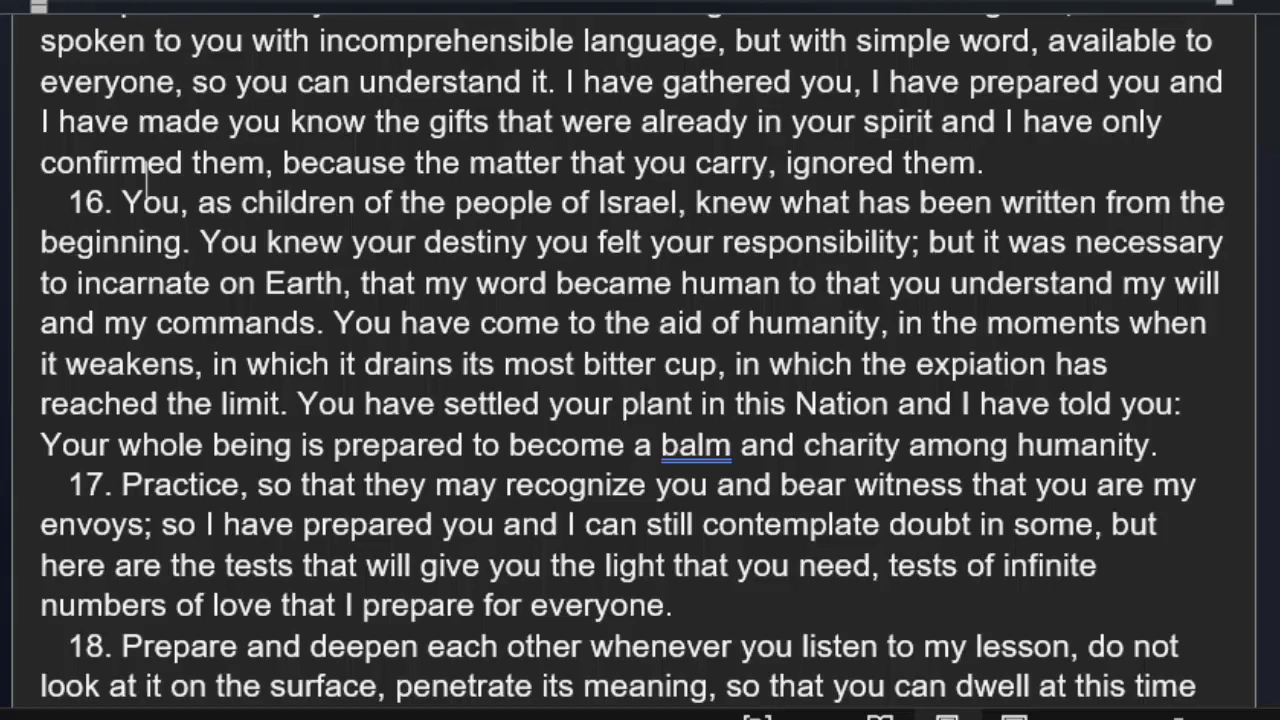 spoken to you with incomprehensible language, but with simple word, available to
everyone, so you can understand it. I have gathered you, I have prepared you and
I have made you know the gifts that were already in your spirit and I have only
confirmed them, because the matter that you carry, ignored them.
16. You, as children of the people of Israel, knew what has been written from the
beginning. You knew your destiny you felt your responsibility; but it was necessary
to incarnate on Earth, that my word became human to that you understand my will
and my commands. You have come to the aid of humanity, in the moments when
it weakens, in which it drains its most bitter cup, in which the expiation has
reached the limit. You have settled your plant in this Nation and I have told you:
Your whole being is prepared to become a balm and charity among humanity.
17. Practice, so that they may recognize you and bear witness that you are my
envoys; so I have prepared you and I can still contemplate doubt in some, but
here are the tests that will give you the light that you need, tests of infinite
numbers of love that I prepare for everyone.
18. Prepare and deepen each other whenever you listen to my lesson, do not
look at it on the surface, penetrate its meaning, so that you can dwell at this time